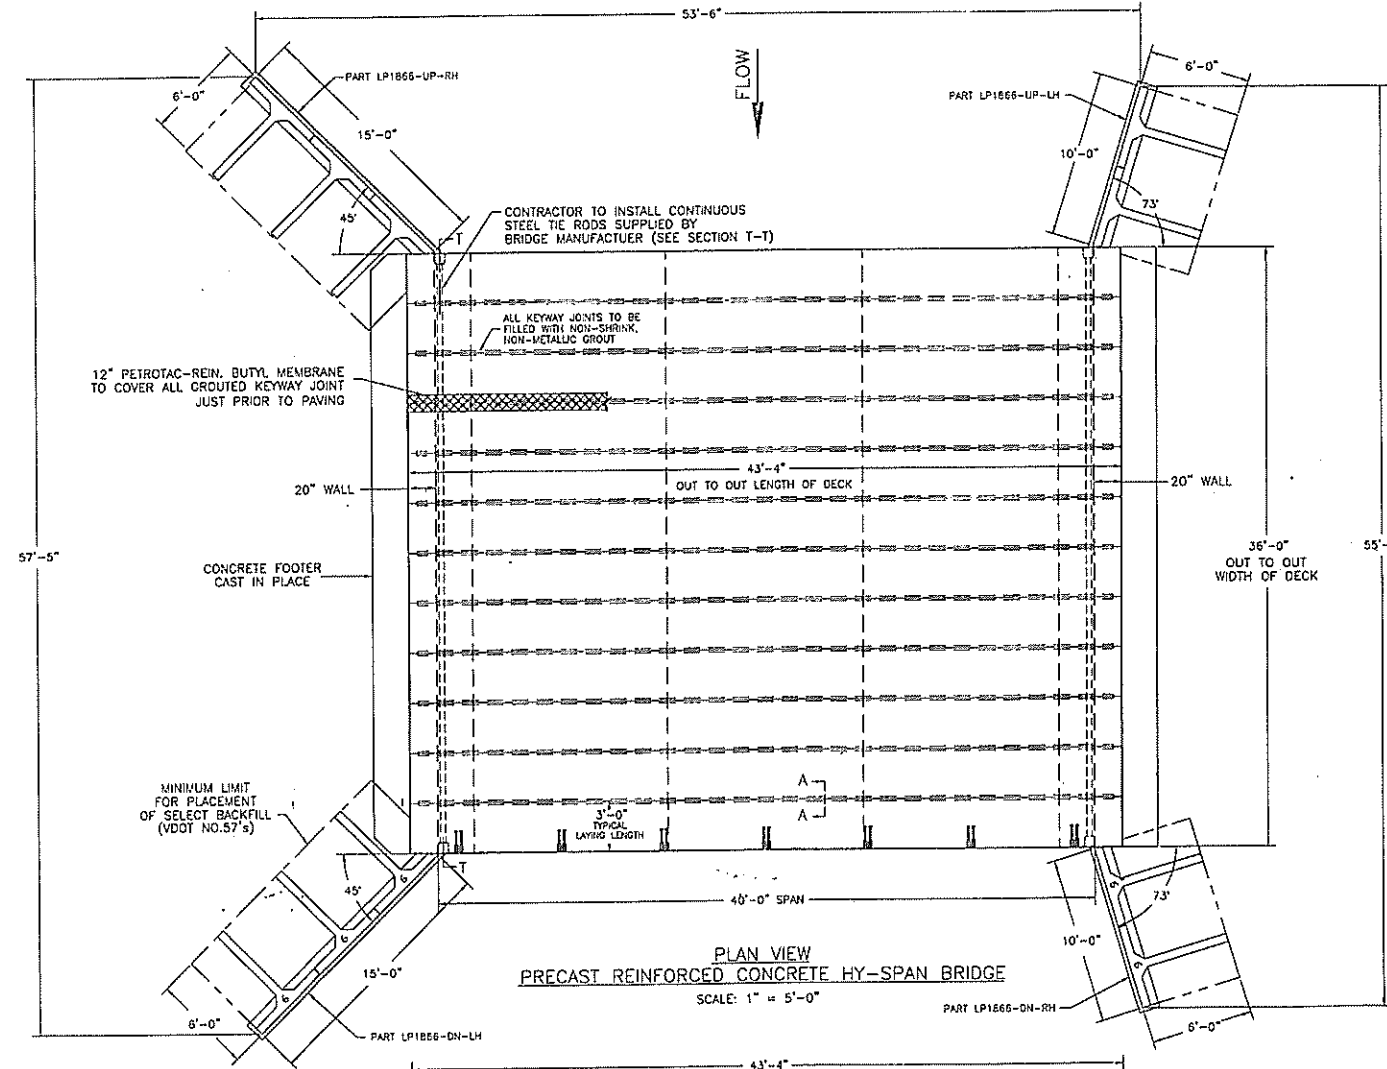 53'-6"
FLOW
6'-0"
PART LP1866-UP-RH
15'-0"
45'
T
PART LP1866-UP-LH
6'-0"
10'-0"
73'
CONTRACTOR TO INSTALL CONTINUOUS
STEEL TIE RODS SUPPLIED BY
BRIDGE MANUFACTUER (SEE SECTION T-T)
ALL KEYWAY JOINTS TO BE
FILLED WITH NON-SHRINK,
NON-METALLIC GROUT
12" PETROTAC-REIN. BUTYL MEMBRANE
TO COVER ALL GROUTED KEYWAY JOINT
JUST PRIOR TO PAVING
43'-4"
OUT TO OUT LENGTH OF DECK
20" WALL
20" WALL
57'-5"
36'-0"
OUT TO OUT
WIDTH OF DECK
55'-
CONCRETE FOOTER
CAST IN PLACE
MINIMUM LIMIT
FOR PLACEMENT
OF SELECT BACKFILL
(VDOT NO.57's)
A
A
3'-0"
TYPICAL
LAYING LENGTH
T
45'
6
6
6
15'-0"
6'-0"
PART LP1866-DN-LH
40'-0" SPAN
6
6
73'
10'-0"
6'-0"
PART LP1866-DN-RH
PLAN VIEW
PRECAST REINFORCED CONCRETE HY-SPAN BRIDGE
SCALE: 1" = 5'-0"
43'-4"